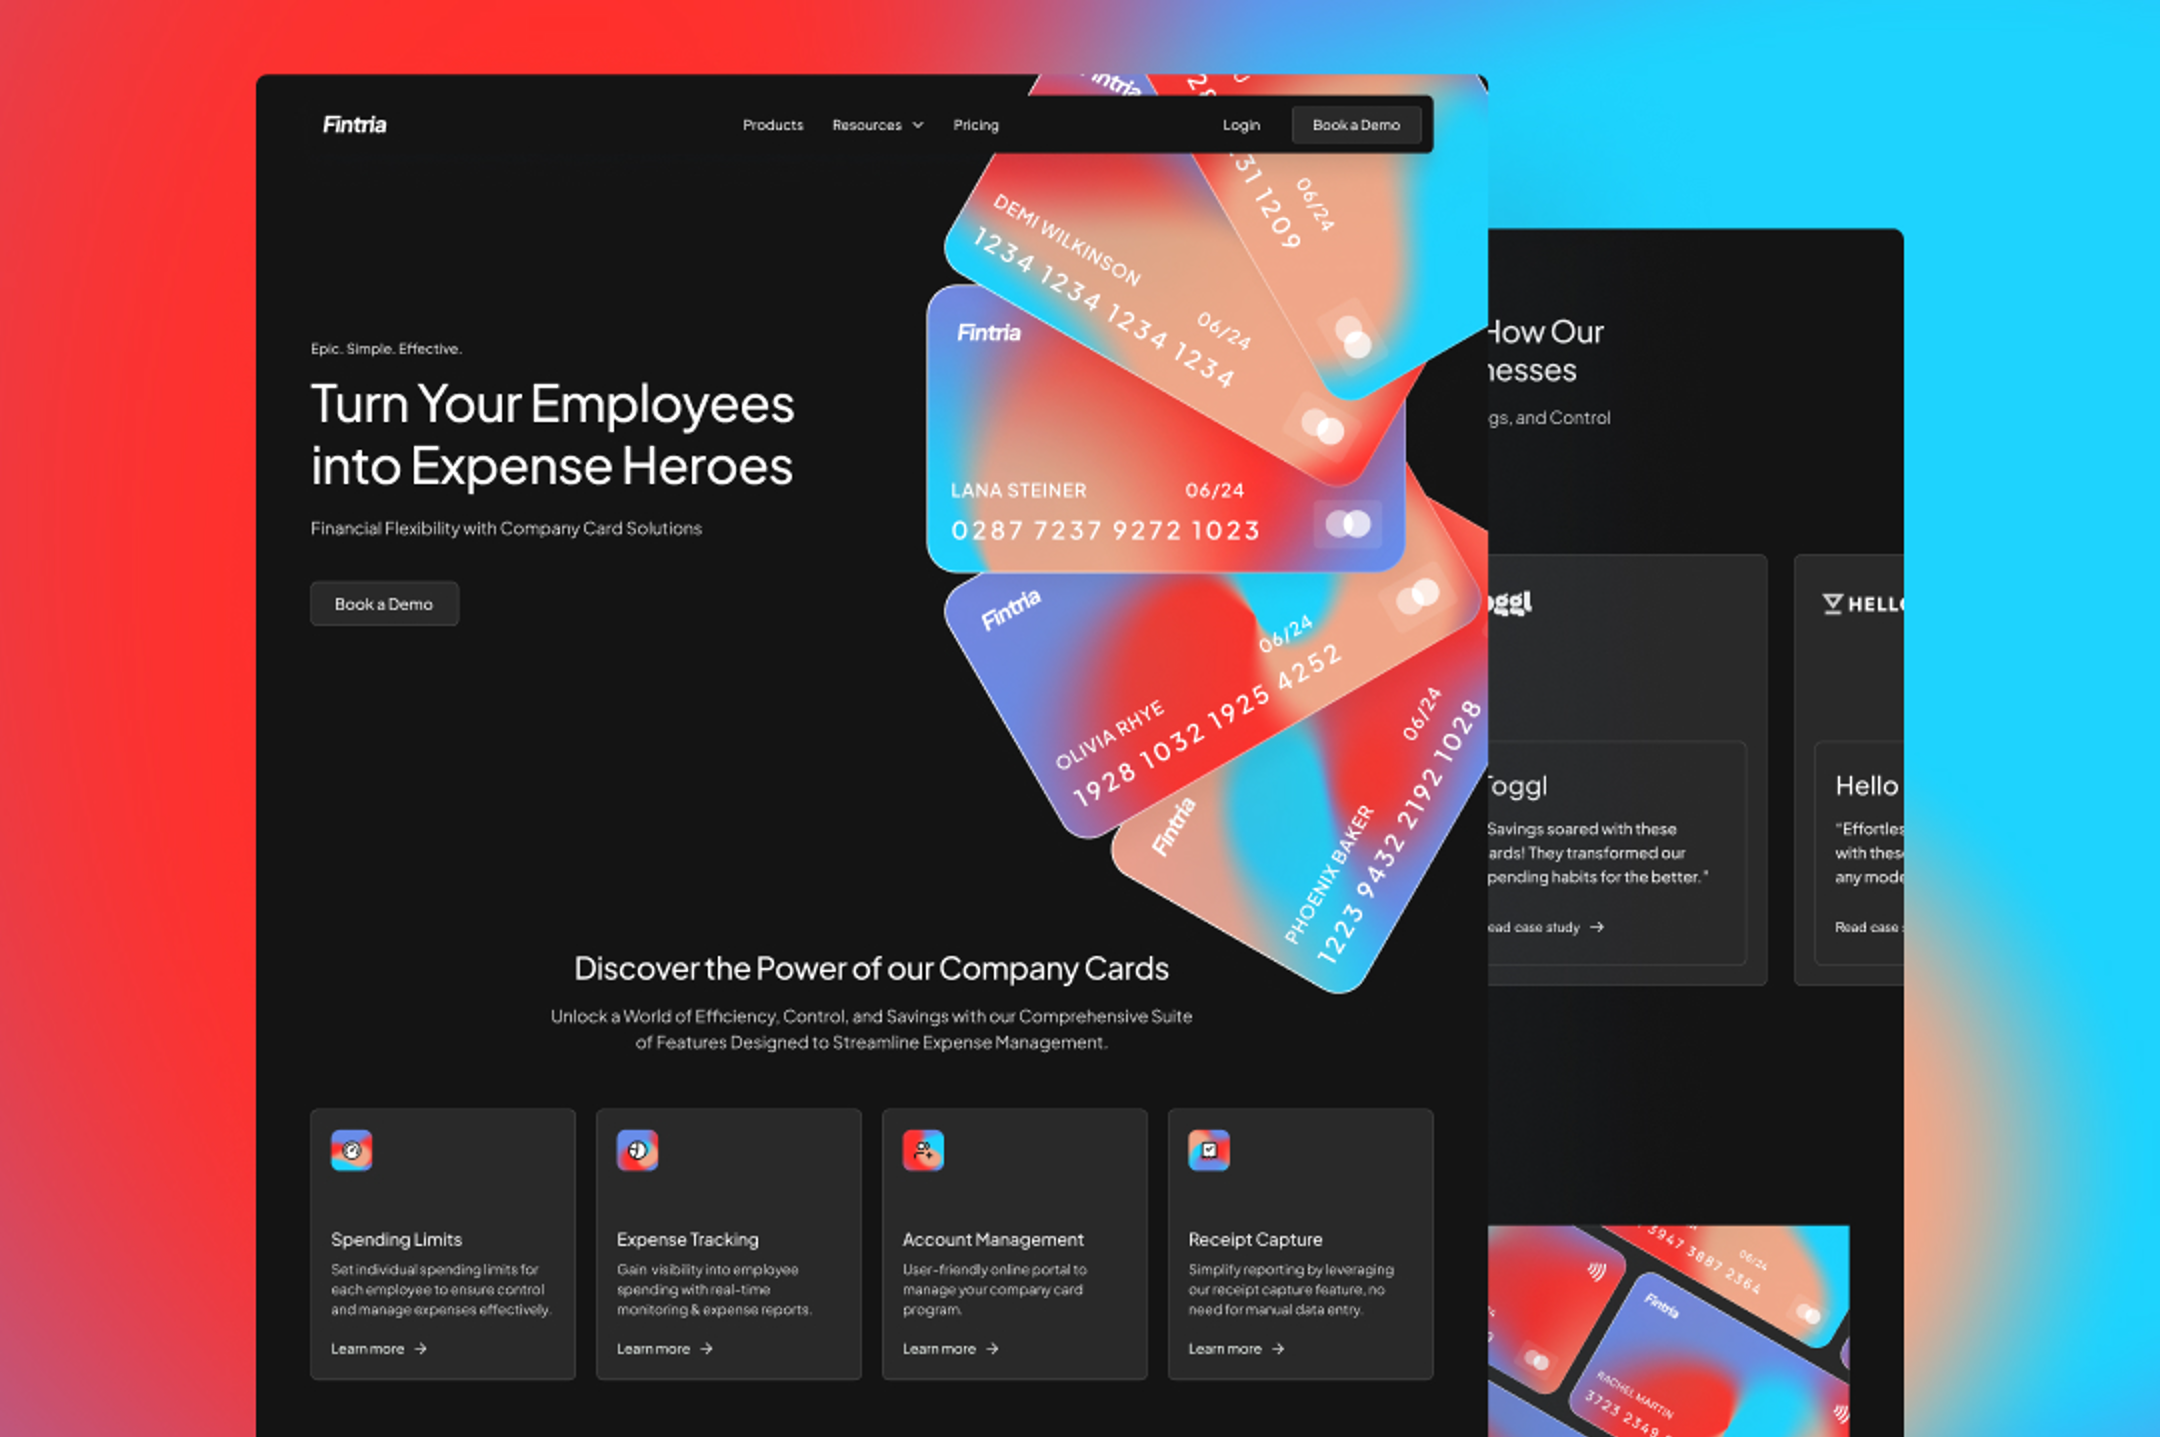 Fintria
Products
Resources
Pricing
Login
Book a Demo
Epic. Simple. Effective.
Turn Your Employees
into Expense Heroes
Financial Flexibility with Company Card Solutions
Book a Demo
Fintria
31 1209
06/24
DEMI WILKINSON
06/24
1234 1234 1234 1234
Fintria
LANA STEINER
06/24
0287 7237 9272 1023
Fintria
OLIVIA RHYE
06/24
1928 1032 1925 4252
Fintria
PHOENIX BAKER
06/24
1223 9432 2192 1028
Discover the Power of our Company Cards
Unlock a World of Efficiency, Control, and Savings with our Comprehensive Suite
of Features Designed to Streamline Expense Management.
Spending Limits
Set individual spending limits for
each employee to ensure control
and manage expenses effectively.
Learn more
Expense Tracking
Gain visibility into employee
spending with real-time
monitoring & expense reports.
Learn more
Account Management
User-friendly online portal to
manage your company card
program.
Learn more
Receipt Capture
Simplify reporting by leveraging
our receipt capture feature, no
need for manual data entry.
Learn more
How Our
nesses
gs, and Control
oggl
Toggl
Savings soared with these
ards! They transformed our
pending habits for the better."
ead case study
HELLO
Hello
"Effortles
with thes
any mode
Read case
3947 3887 2364
06/24
Fintria
RACHEL MARTIN
3723 2349